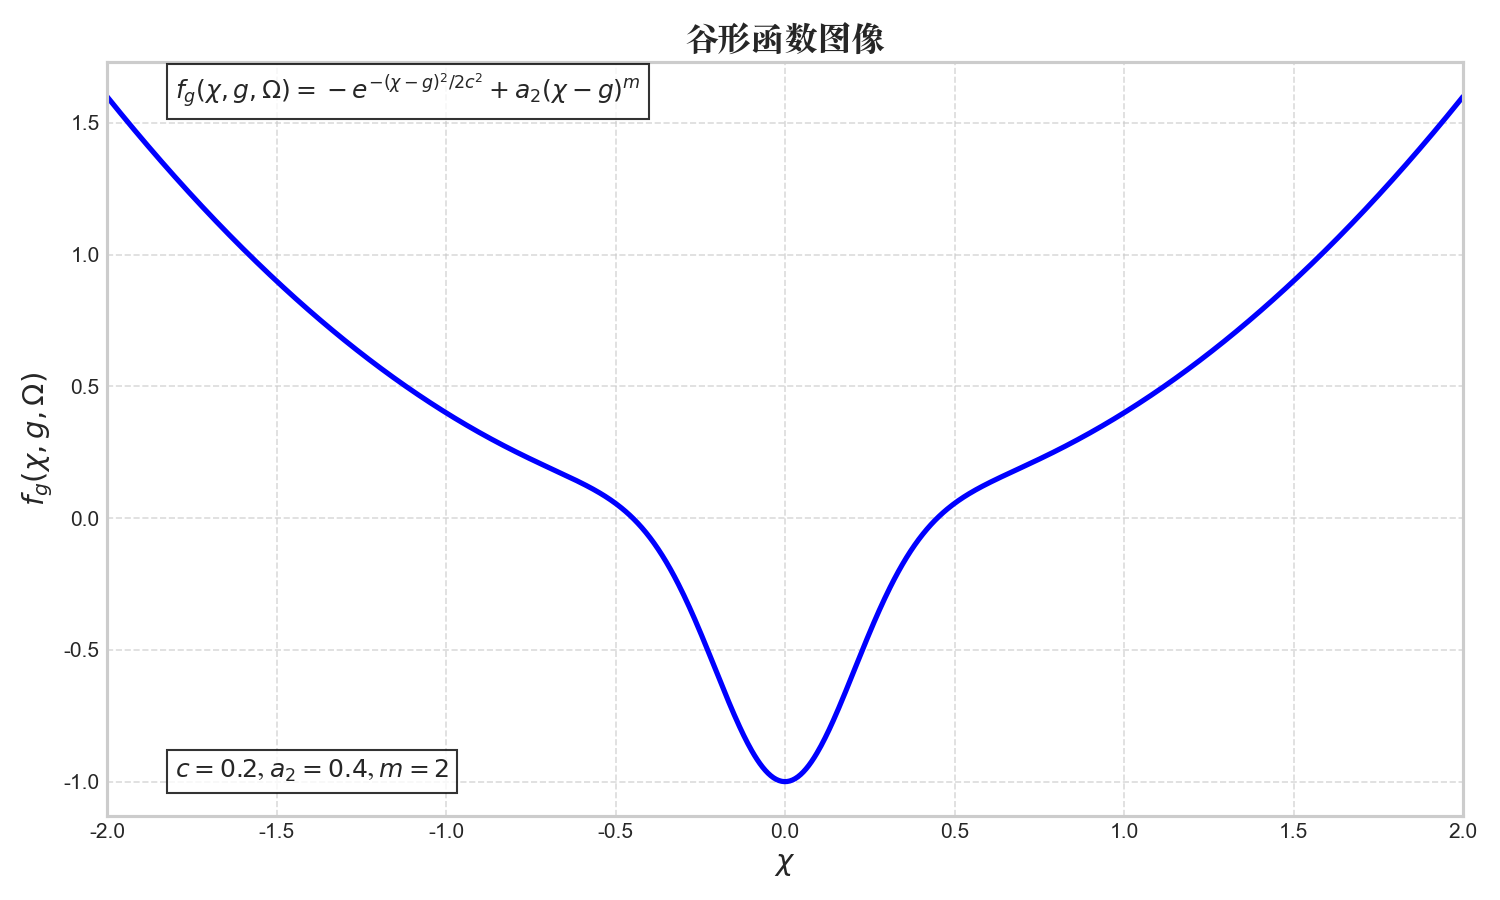 谷形函数图像
f_g(χ, g, Ω) = −e^{−(χ−g)²/2c²} + a₂(χ − g)^m
f_g(χ, g, Ω)
1.5
1.0
0.5
0.0
-0.5
-1.0
c = 0.2, a₂ = 0.4, m = 2
-2.0 -1.5 -1.0 -0.5 0.0 0.5 1.0 1.5 2.0
χ